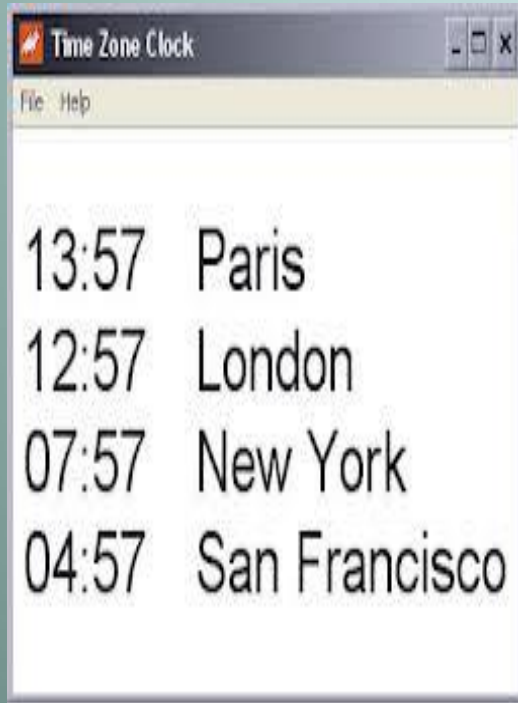 Time Zone Clock
File Help
13:57 Paris
12:57 London
07:57 New York
04:57 San Francisco